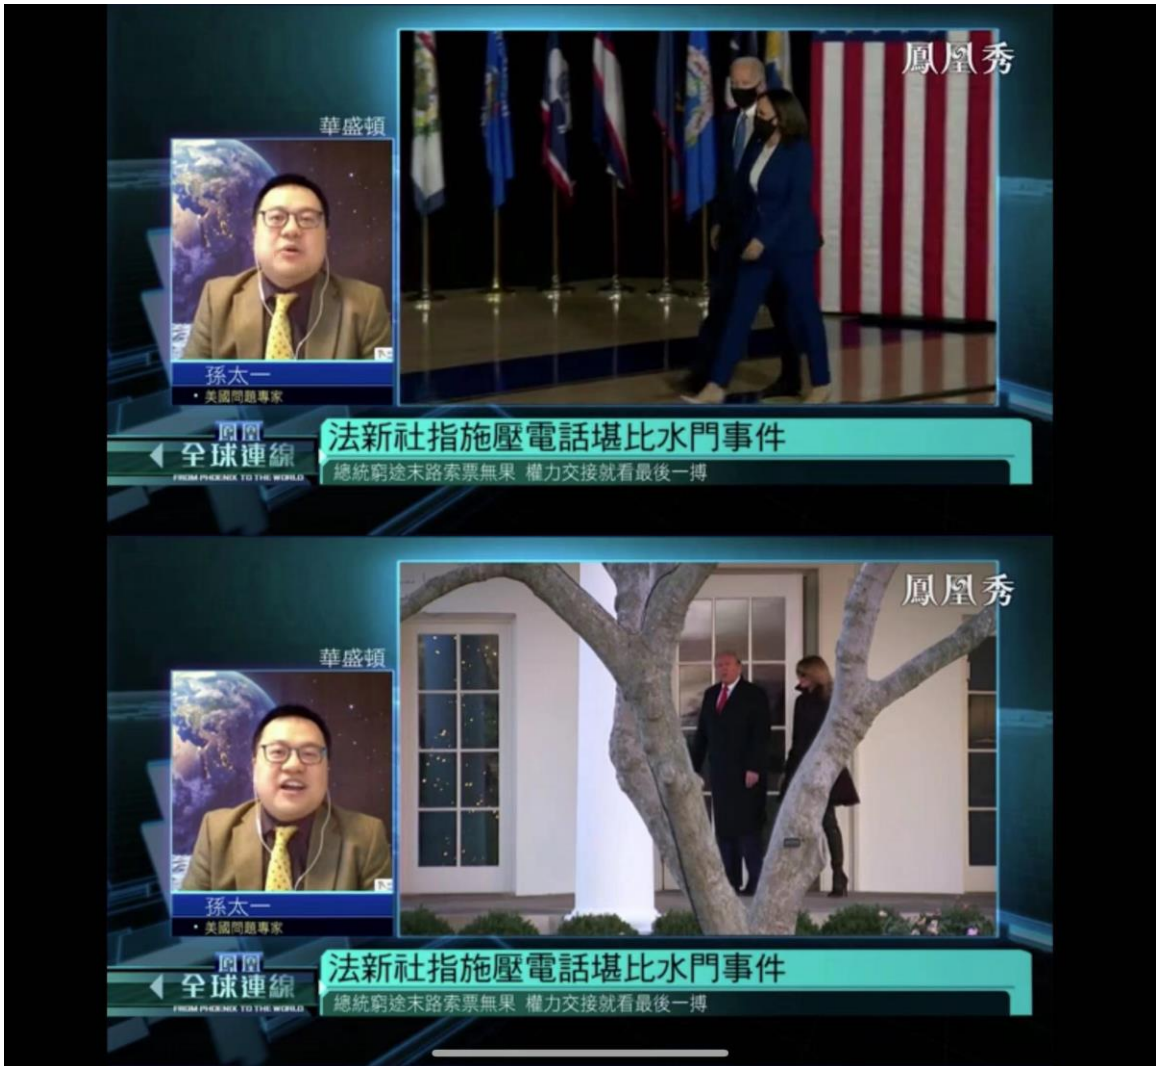 鳳凰秀
華盛頓
孫太一
• 美國問題專家
鳳凰
全球連線
FROM PHOENIX TO THE WORLD
法新社指施壓電話堪比水門事件
總統窮途末路索票無果 權力交接就看最後一搏
鳳凰秀
華盛頓
孫太一
• 美國問題專家
鳳凰
全球連線
FROM PHOENIX TO THE WORLD
法新社指施壓電話堪比水門事件
總統窮途末路索票無果 權力交接就看最後一搏